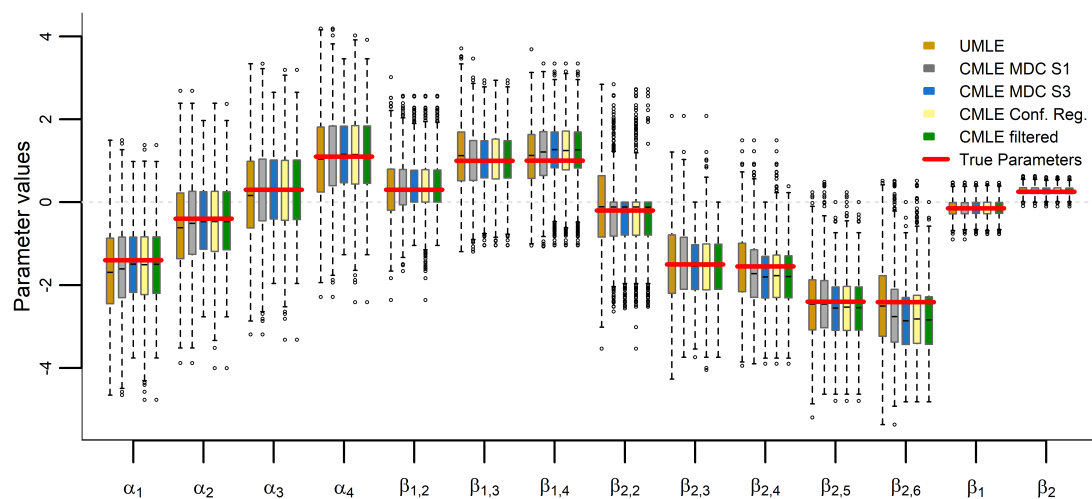 4
2
0
2
-4
Parameter values
UMLE
CMLE MDC S1
CMLE MDC S3
CMLE Conf. Reg.
CMLE filtered
True Parameters
α1 α2 α3 α4 β1,2 β1,3 β1,4 β2,2 β2,3 β2,4 β2,5 β2,6 β1 β2